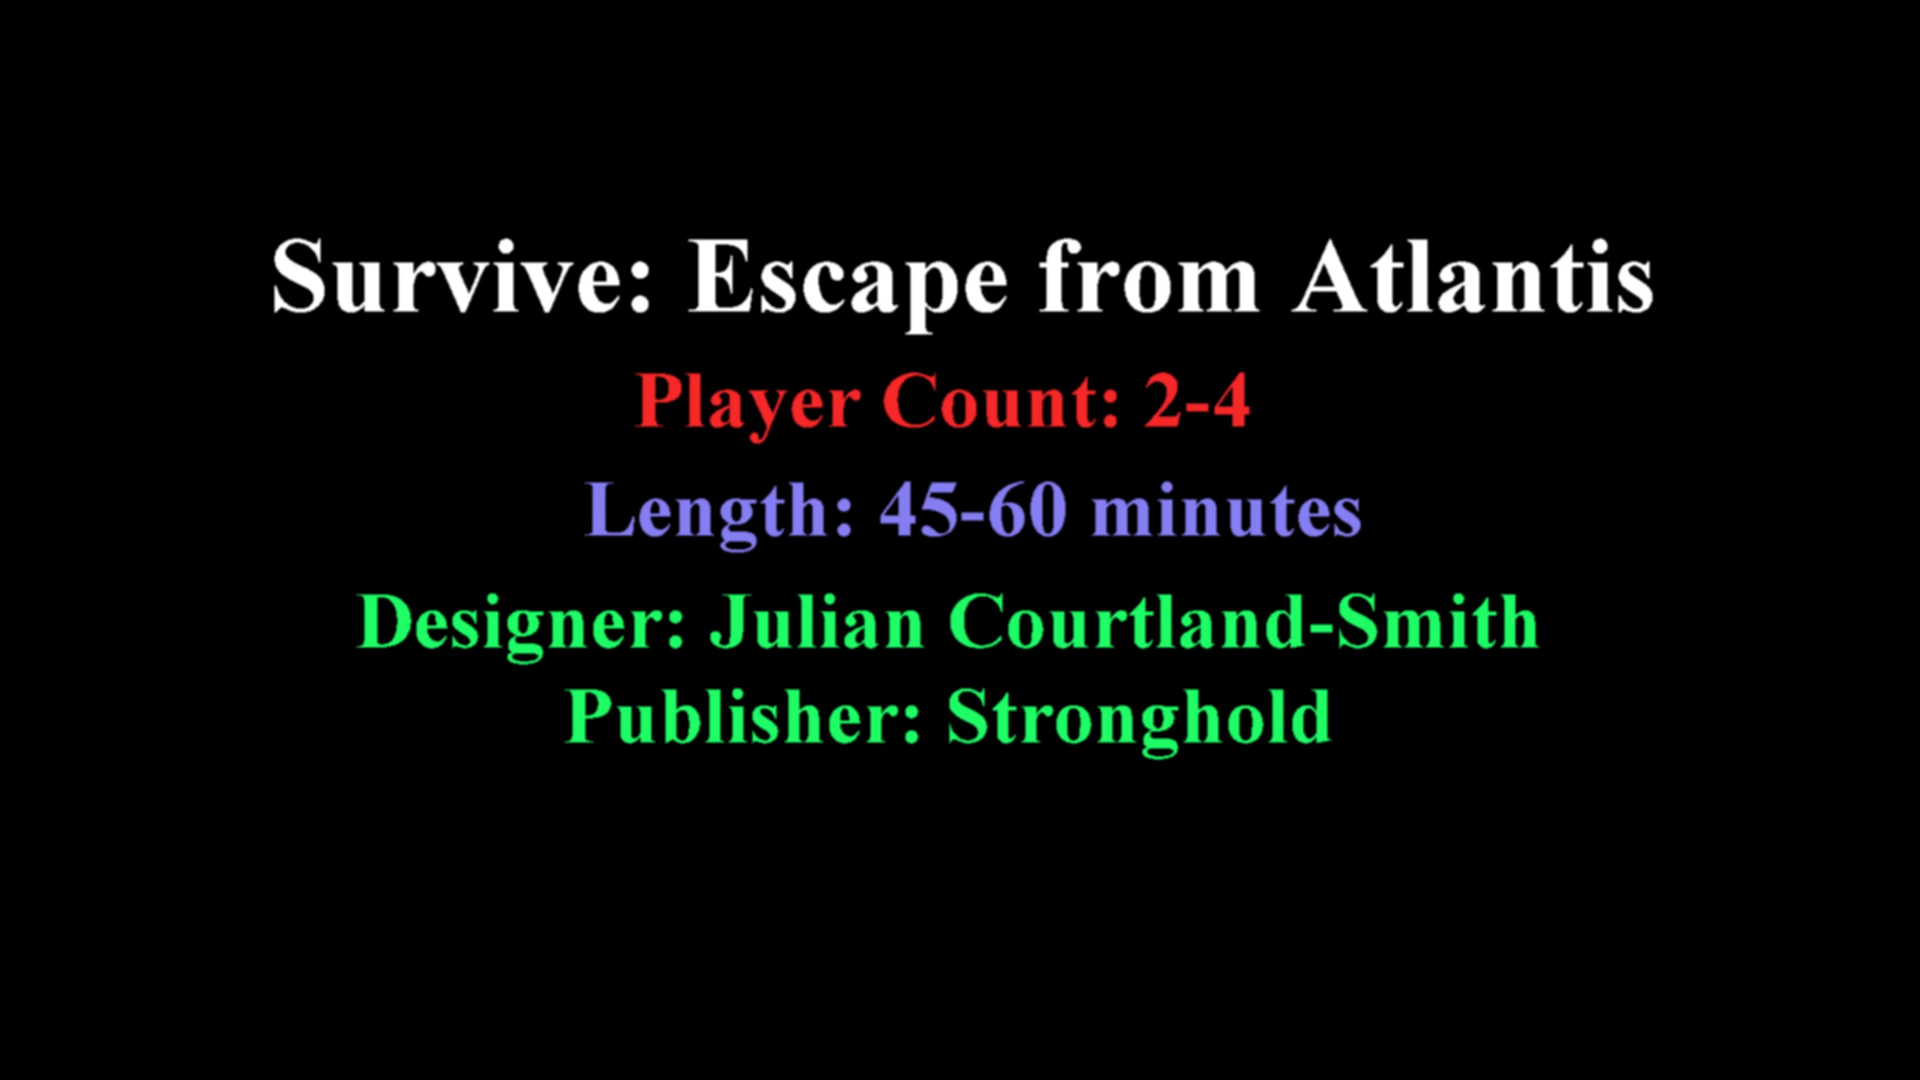 Survive: Escape from Atlantis
Player Count: 2-4
Length: 45-60 minutes
Designer: Julian Courtland-Smith
Publisher: Stronghold